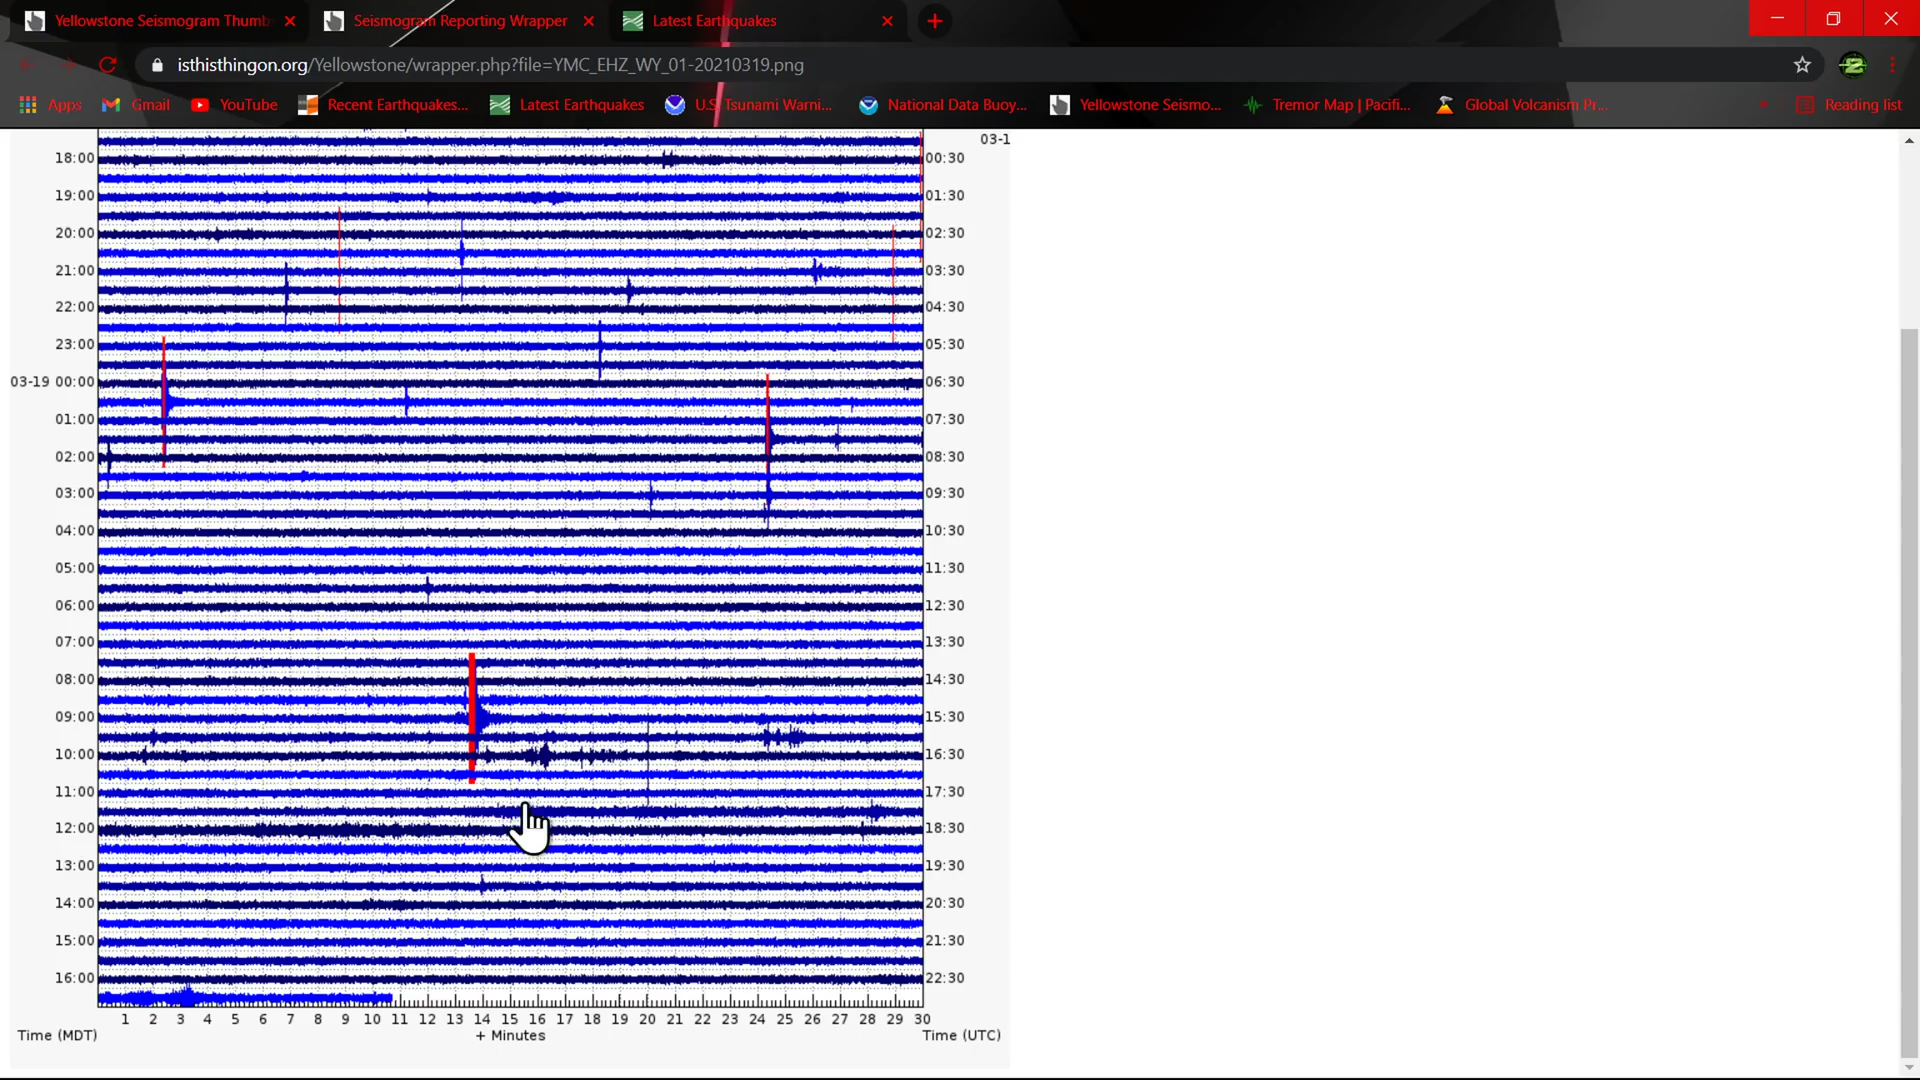 Yellowstone Seismogram Thumb
Seismogram Reporting Wrapper
Latest Earthquakes
isthisthingon.org/Yellowstone/wrapper.php?file=YMC_EHZ_WY_01-20210319.png
Apps Gmail YouTube Recent Earthquakes... Latest Earthquakes U.S. Tsunami Warni... National Data Buoy... Yellowstone Seismo... Tremor Map | Pacifi... Global Volcanism Pr... Reading list
03-1
18:00 00:30
19:00 01:30
20:00 02:30
21:00 03:30
22:00 04:30
23:00 05:30
03-19 00:00 06:30
01:00 07:30
02:00 08:30
03:00 09:30
04:00 10:30
05:00 11:30
06:00 12:30
07:00 13:30
08:00 14:30
09:00 15:30
10:00 16:30
11:00 17:30
12:00 18:30
13:00 19:30
14:00 20:30
15:00 21:30
16:00 22:30
1 2 3 4 5 6 7 8 9 10 11 12 13 14 15 16 17 18 19 20 21 22 23 24 25 26 27 28 29 30
Time (MDT) + Minutes Time (UTC)